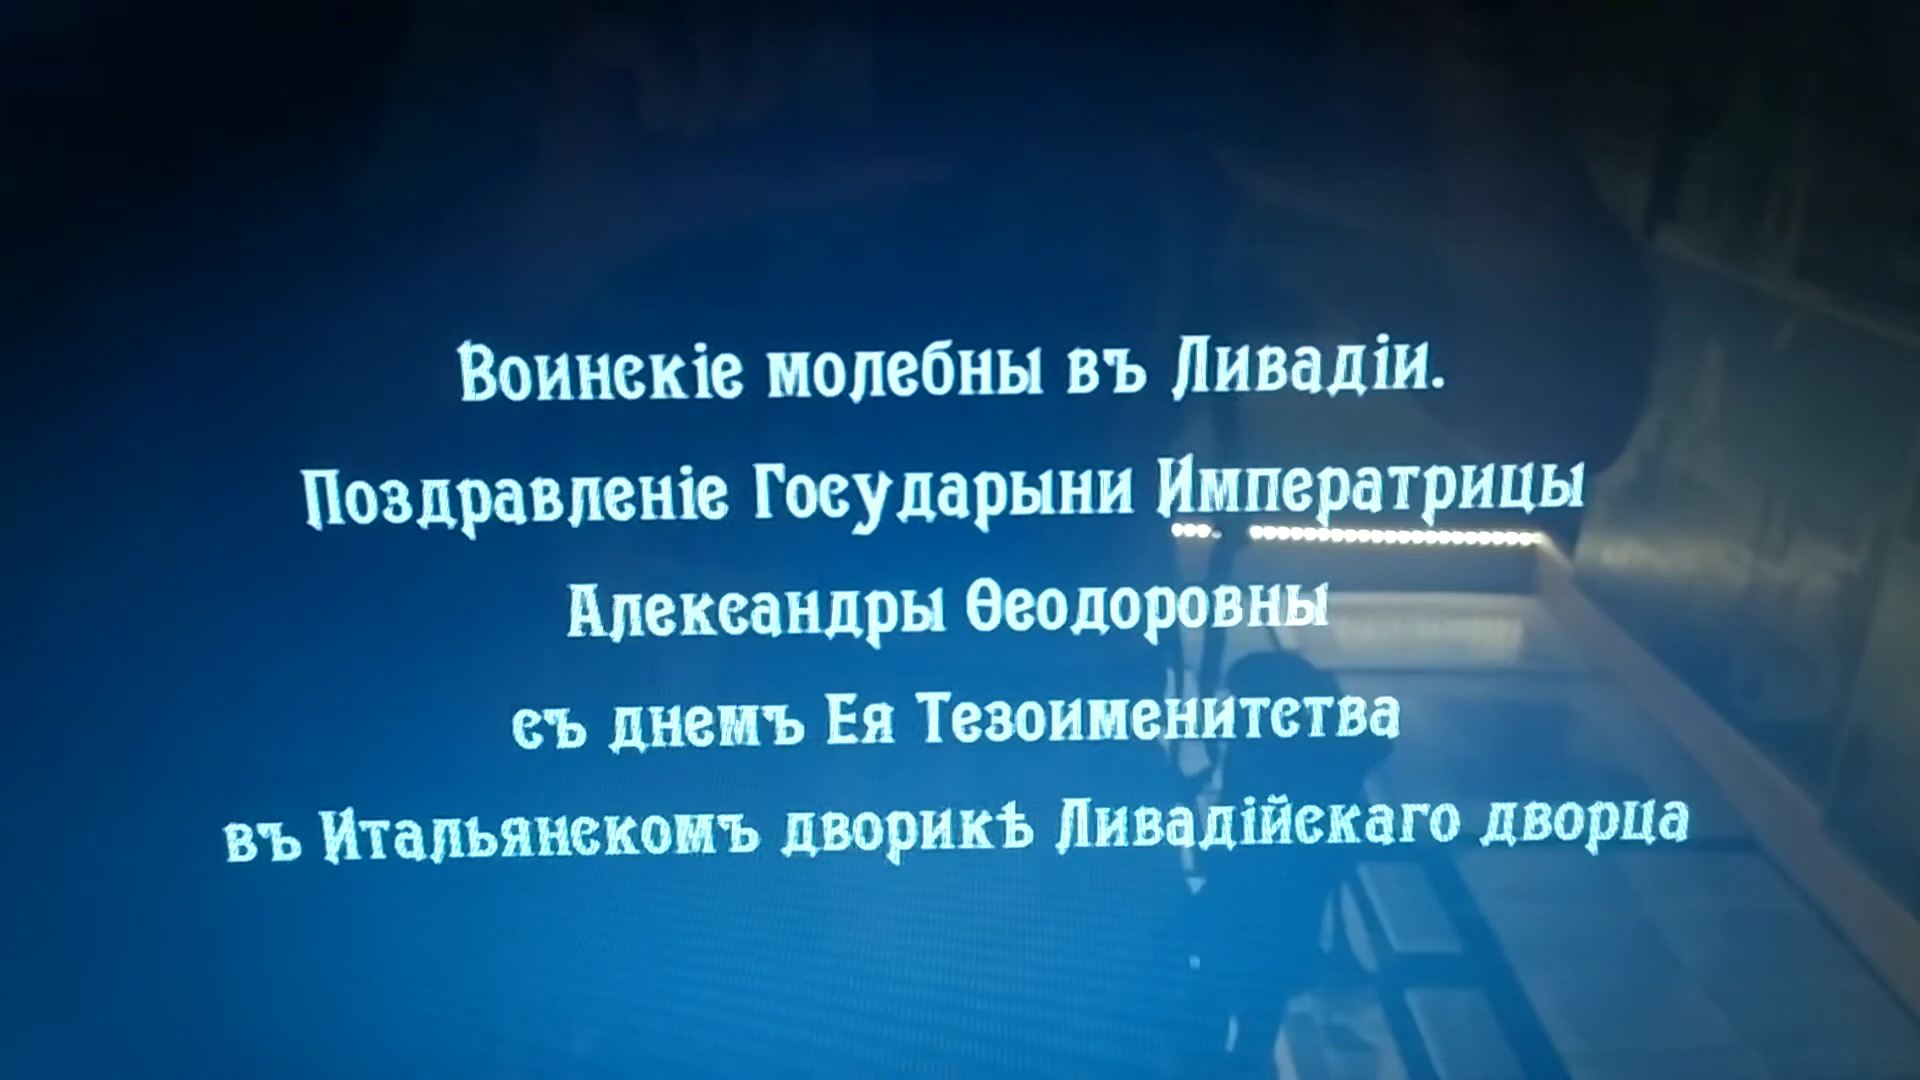 Воинскіе молебны въ Ливадіи.
Поздравленіе Государыни Императрицы
Александры Ѳеодоровны
съ днемъ Ея Тезоименитства
въ Итальянскомъ дворикѣ Ливадійскаго дворца